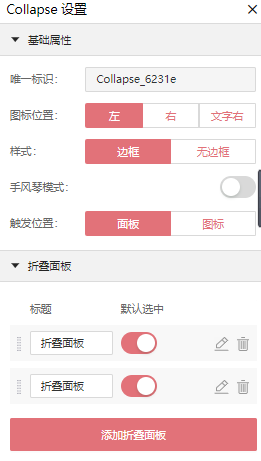 Collapse 设置
基础属性
唯一标识: Collapse_6231e
图标位置: 左 右 文字右
样式: 边框 无边框
手风琴模式:
触发位置: 面板 图标
折叠面板
标题 默认选中
折叠面板
折叠面板
添加折叠面板